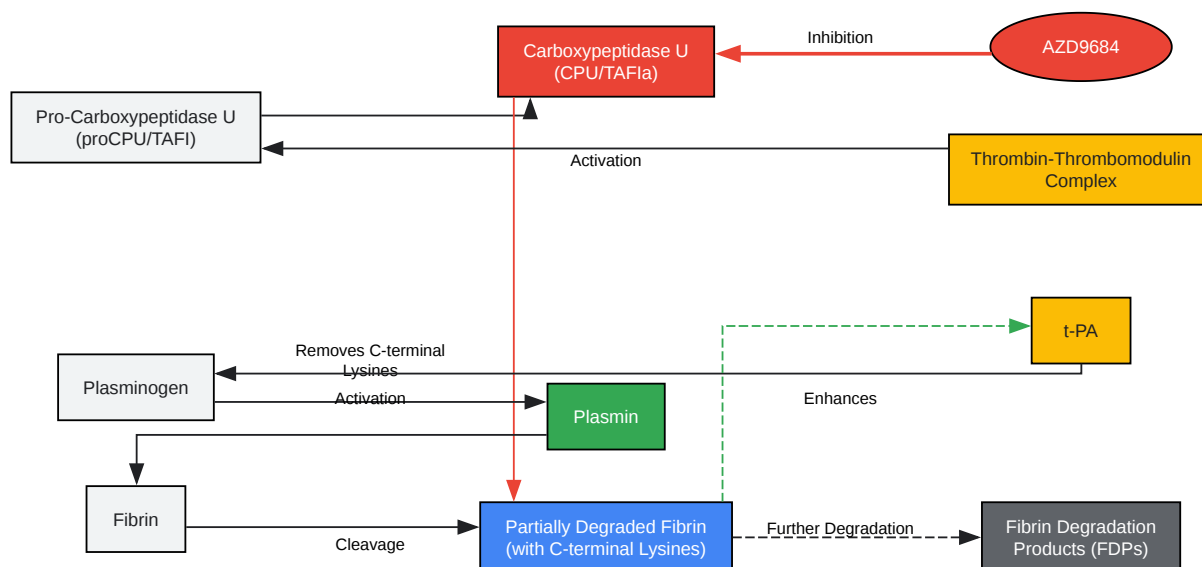 Carboxypeptidase U
(CPU/TAFIa)
Inhibition
AZD9684
Pro-Carboxypeptidase U
(proCPU/TAFI)
Activation
Thrombin-Thrombomodulin
Complex
t-PA
Removes C-terminal
Lysines
Plasminogen
Activation
Plasmin
Enhances
Fibrin
Cleavage
Partially Degraded Fibrin
(with C-terminal Lysines)
Further Degradation
Fibrin Degradation
Products (FDPs)